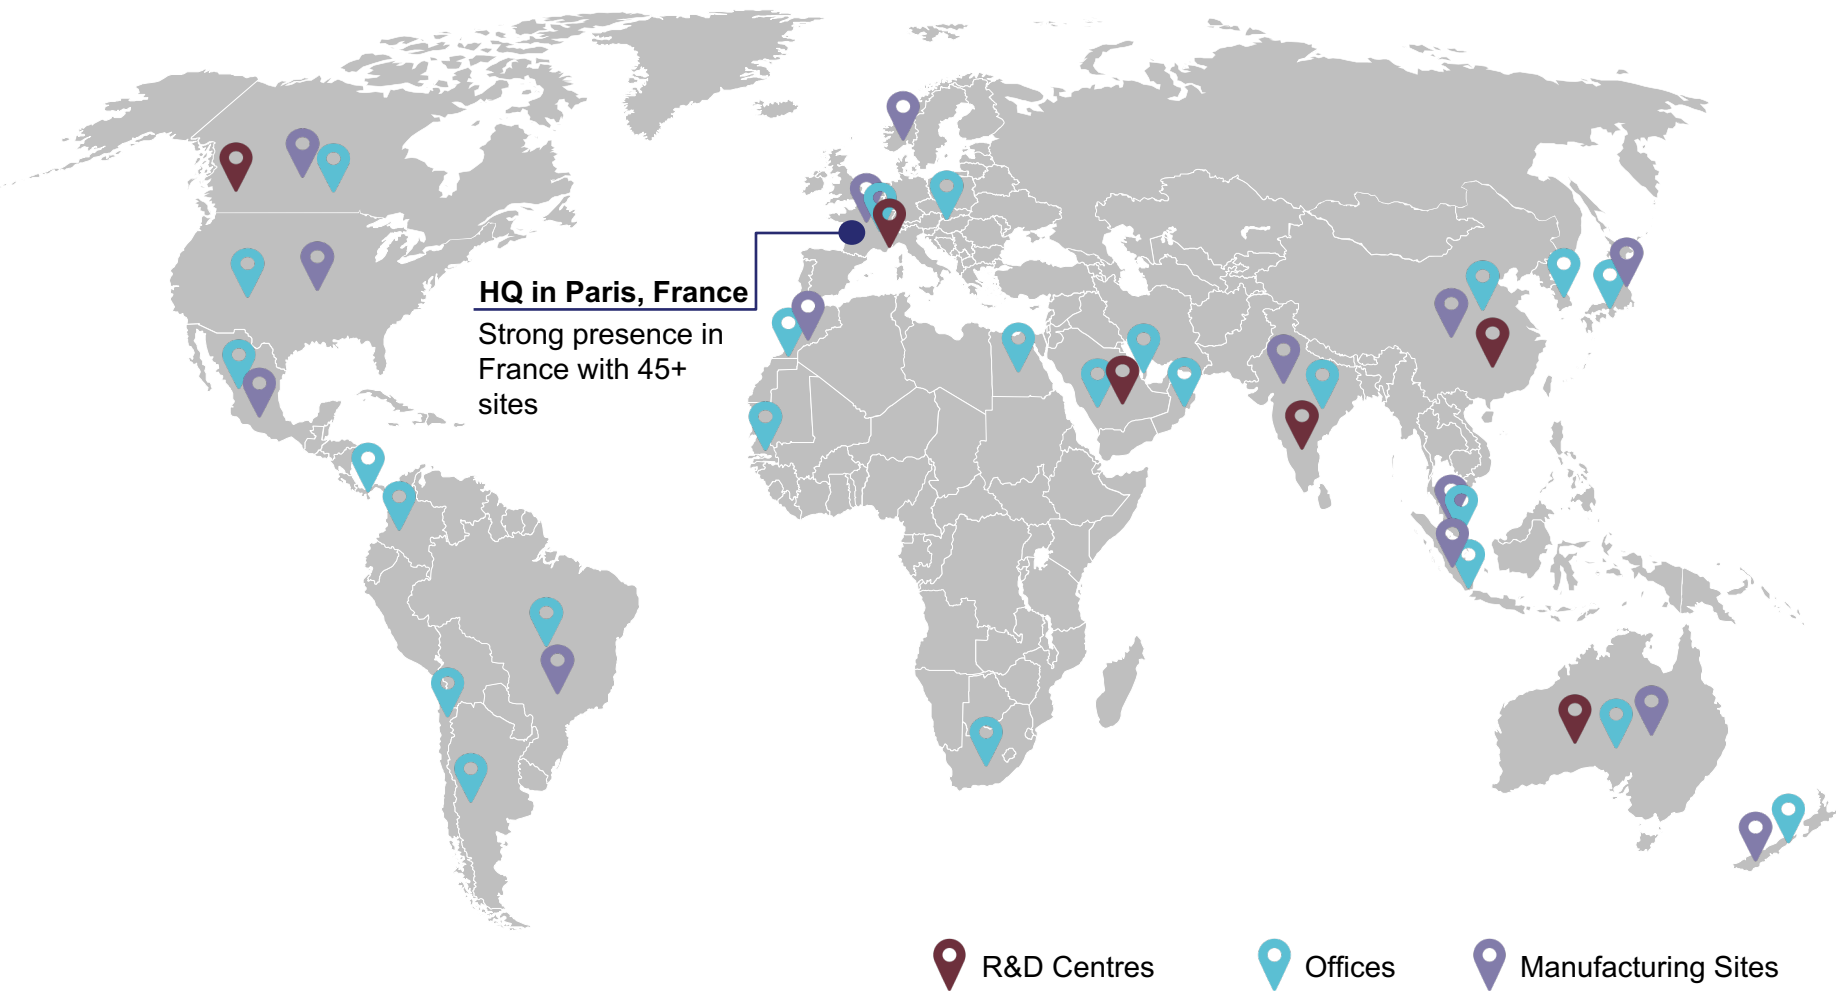 HQ in Paris, France
Strong presence in
France with 45+
sites
R&D Centres
Offices
Manufacturing Sites